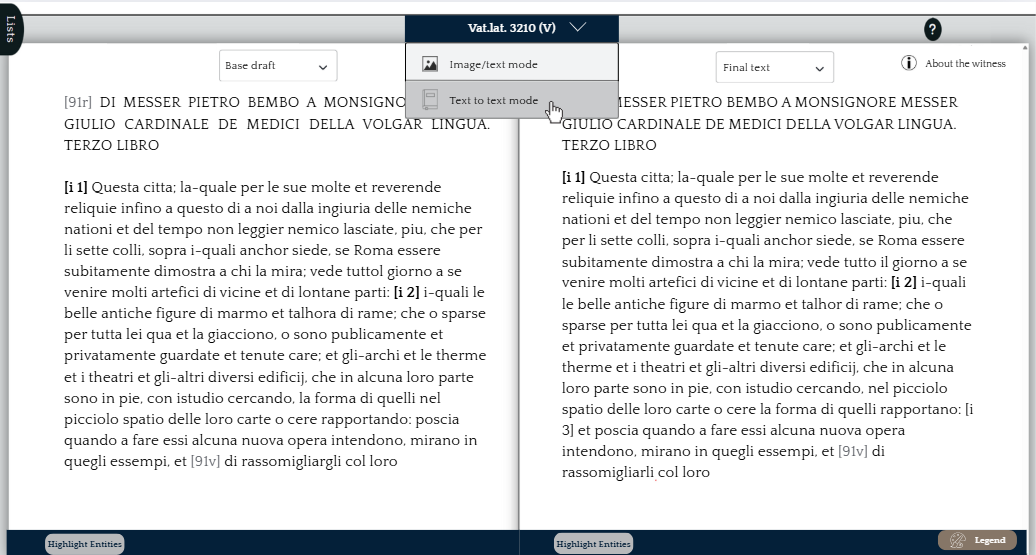 Lists
Vat.lat. 3210 (V)
?
Image/text mode
Text to text mode
Base draft
Final text
About the witness
[91r] DI MESSER PIETRO BEMBO A MONSIGNO
GIULIO CARDINALE DE MEDICI DELLA VOLGAR LINGUA.
TERZO LIBRO
[i 1] Questa citta; la-quale per le sue molte et reverende
reliquie infino a questo di a noi dalla ingiuria delle nemiche
nationi et del tempo non leggier nemico lasciate, piu, che per
li sette colli, sopra i-quali anchor siede, se Roma essere
subitamente dimostra a chi la mira; vede tuttol giorno a se
venire molti artefici di vicine et di lontane parti: [i 2] i-quali le
belle antiche figure di marmo et talhora di rame; che o sparse
per tutta lei qua et la giacciono, o sono publicamente et
privatamente guardate et tenute care; et gli-archi et le therme
et i theatri et gli-altri diversi edificij, che in alcuna loro parte
sono in pie, con istudio cercando, la forma di quelli nel
picciolo spatio delle loro carte o cere rapportando: poscia
quando a fare essi alcuna nuova opera intendono, mirano in
quegli essempi, et [91v] di rassomigliargli col loro
MESSER PIETRO BEMBO A MONSIGNORE MESSER
GIULIO CARDINALE DE MEDICI DELLA VOLGAR LINGUA.
TERZO LIBRO
[i 1] Questa citta; la-quale per le sue molte et reverende
reliquie infino a questo di a noi dalla ingiuria delle nemiche
nationi et del tempo non leggier nemico lasciate, piu, che
per li sette colli, sopra i-quali anchor siede, se Roma essere
subitamente dimostra a chi la mira; vede tutto il giorno a se
venire molti artefici di vicine et di lontane parti: [i 2] i-quali
le belle antiche figure di marmo et talhor di rame; che o
sparse per tutta lei qua et la giacciono, o sono publicamente
et privatamente guardate et tenute care; et gli-archi et le
therme et i theatri et gli-altri diversi edificij, che in alcuna
loro parte sono in pie, con istudio cercando, nel picciolo
spatio delle loro carte o cere la forma di quelli rapportano: [i
3] et poscia quando a fare essi alcuna nuova opera
intendono, mirano in quegli essempi, et [91v] di
rassomigliarli col loro
Highlight Entities
Highlight Entities
Legend